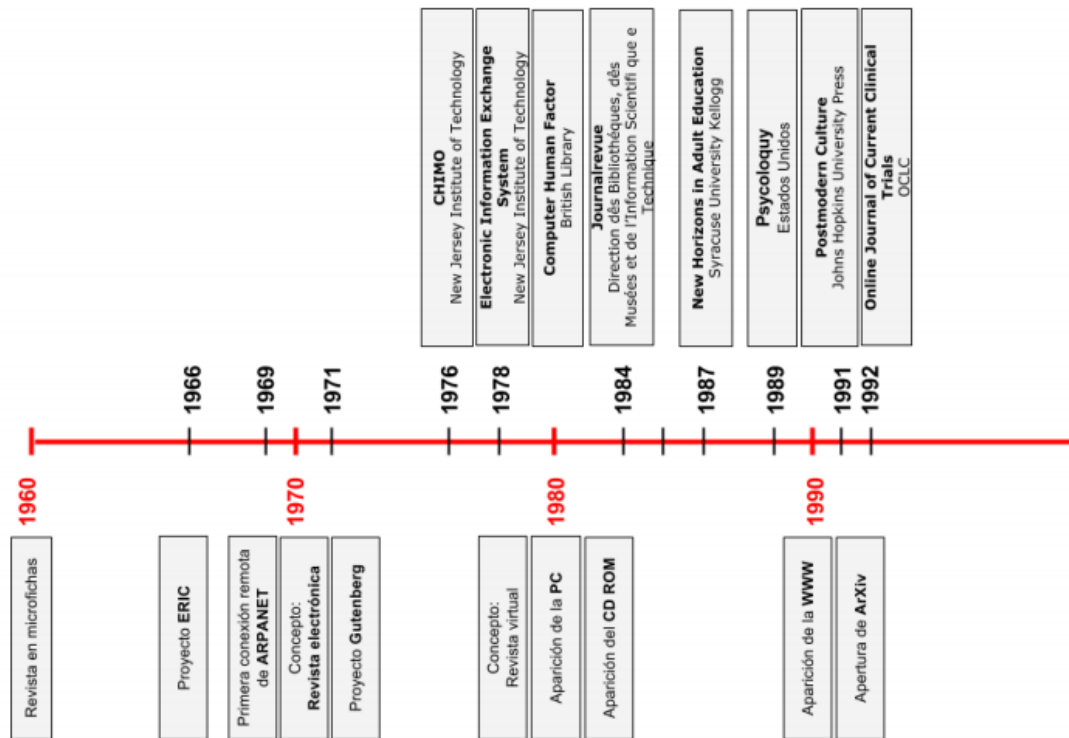 CHIMO
New Jersey Institute of Technology
Electronic Information Exchange
System
New Jersey Institute of Technology
Computer Human Factor
British Library
Journalrevue
Direction dês Bibliothéques, dês
Musées et de l'Information Scientifi que e
Technique
New Horizons in Adult Education
Syracuse University Kellogg
Psycoloquy
Estados Unidos
Postmodern Culture
Johns Hopkins University Press
Online Journal of Current Clinical
Trials
OCLC
1966
1969
1971
1976
1978
1984
1987
1989
1991
1992
1960
1970
1980
1990
Revista en microfichas
Proyecto ERIC
Primera conexión remota
de ARPANET
Concepto:
Revista electrónica
Proyecto Gutenberg
Concepto:
Revista virtual
Aparición de la PC
Aparición del CD ROM
Aparición de la WWW
Apertura de ArXiv